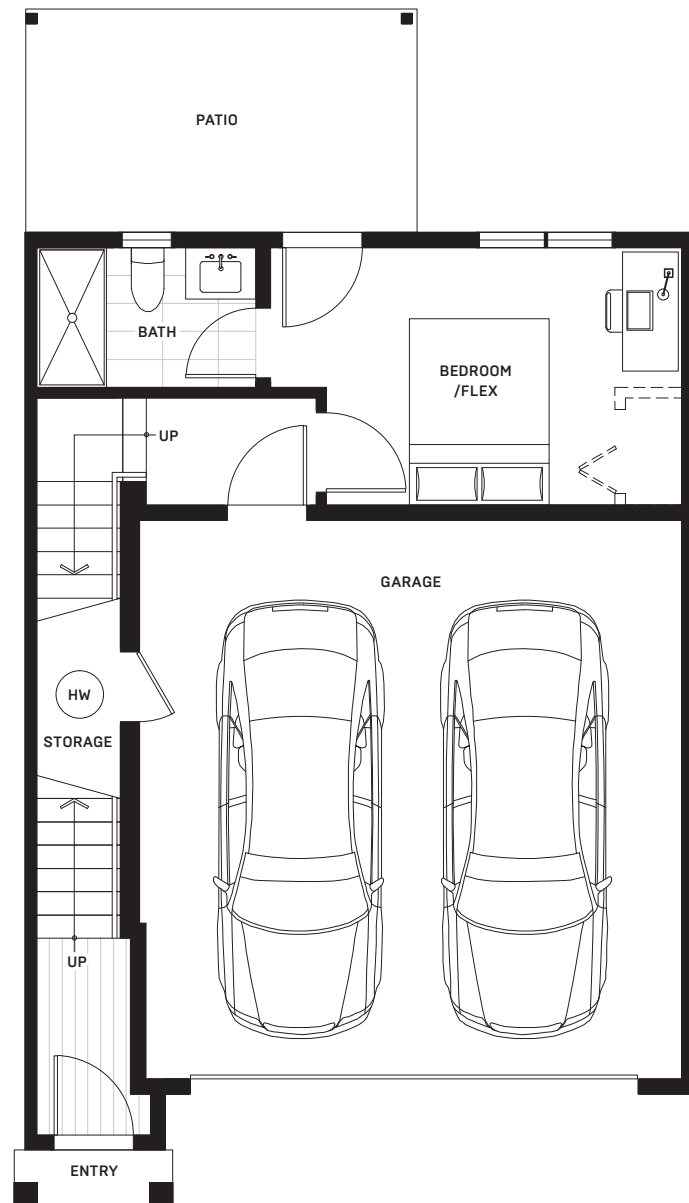 PATIO
BATH
BEDROOM
/FLEX
UP
GARAGE
HW
STORAGE
UP
ENTRY